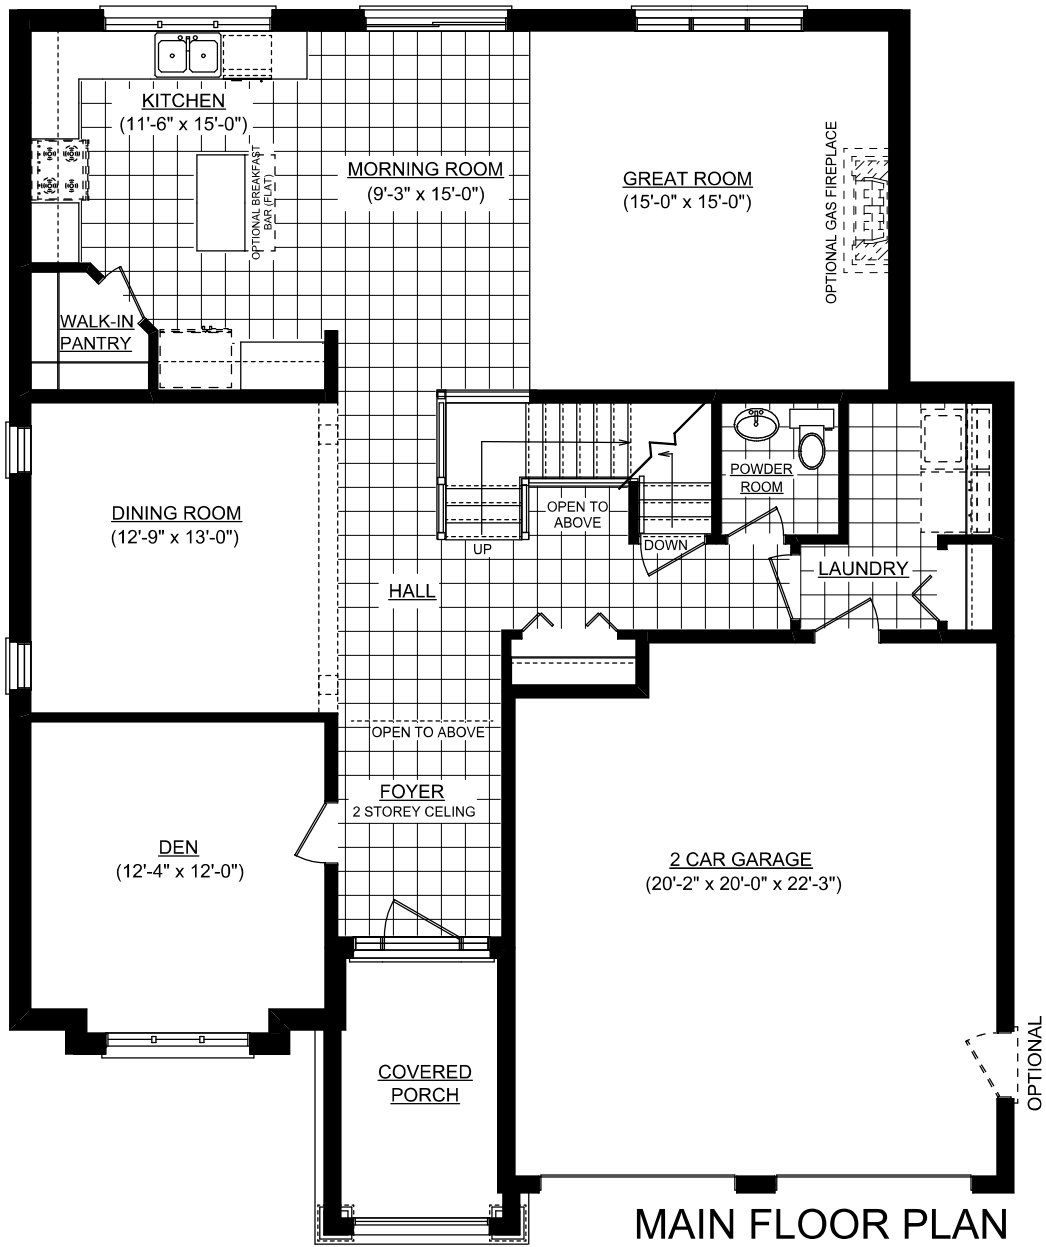 KITCHEN
(11'-6" x 15'-0")
OPTIONAL BREAKFAST
BAR (FLAT)
MORNING ROOM
(9'-3" x 15'-0")
GREAT ROOM
(15'-0" x 15'-0")
OPTIONAL GAS FIREPLACE
WALK-IN
PANTRY
DINING ROOM
(12'-9" x 13'-0")
OPEN TO
ABOVE
UP
DOWN
POWDER
ROOM
LAUNDRY
HALL
OPEN TO ABOVE
FOYER
2 STOREY CELING
DEN
(12'-4" x 12'-0")
2 CAR GARAGE
(20'-2" x 20'-0" x 22'-3")
COVERED
PORCH
OPTIONAL
MAIN FLOOR PLAN